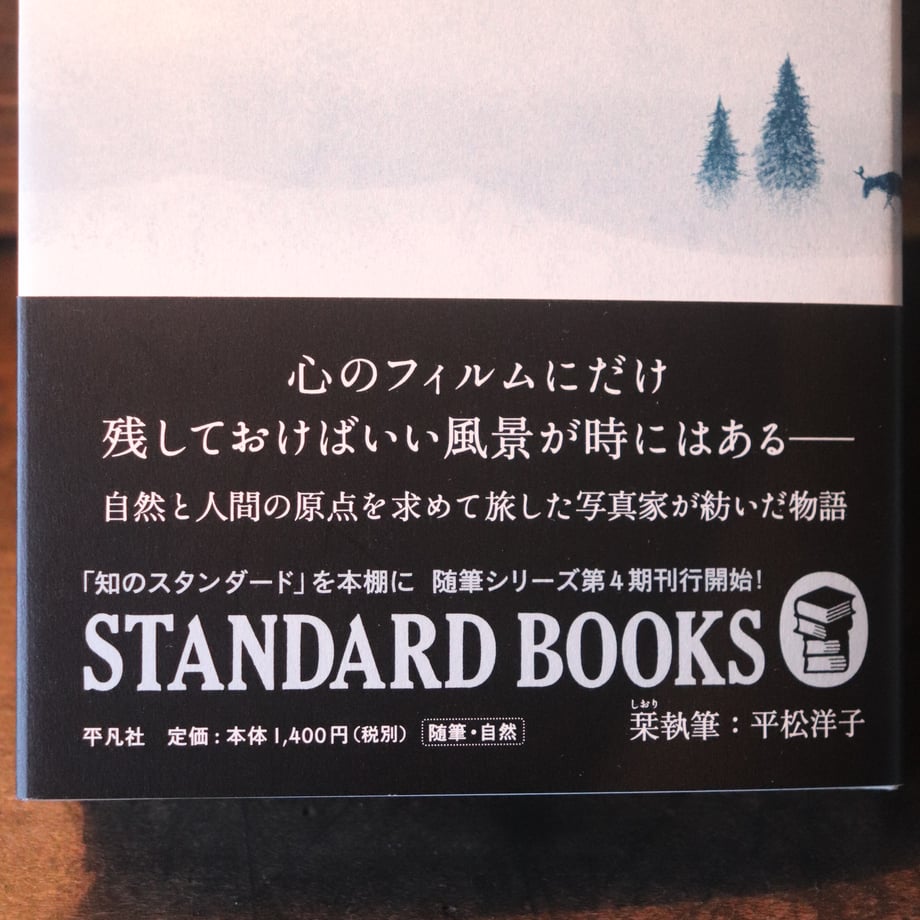 心のフィルムにだけ
残しておけばいい風景が時にはある──
自然と人間の原点を求めて旅した写真家が紡いだ物語
「知のスタンダード」を本棚に 随筆シリーズ第4期刊行開始!
STANDARD BOOKS
平凡社 定価:本体1,400円(税別) 随筆・自然
しおり
栞執筆:平松洋子